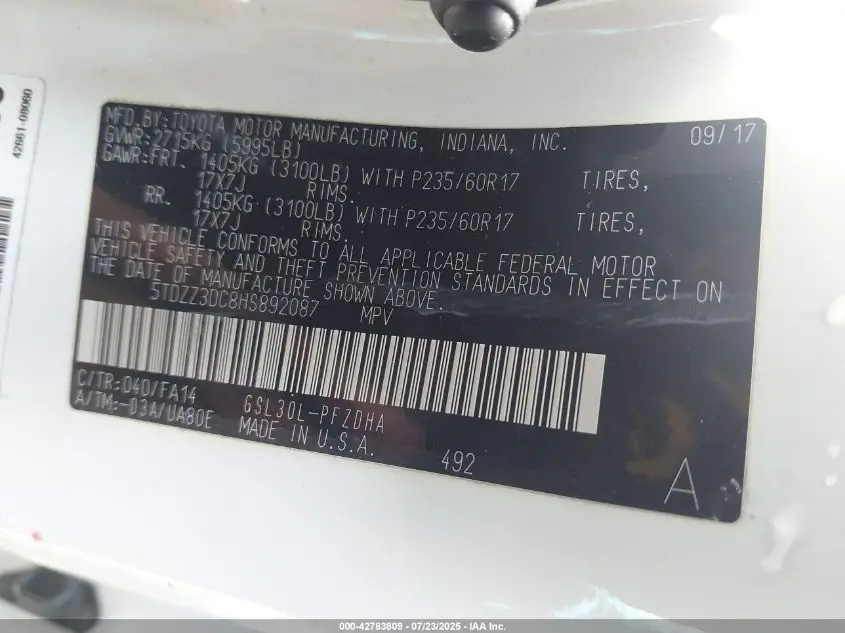 42661-08060
MFD.BY:TOYOTA MOTOR MANUFACTURING, INDIANA, INC. 09/17
GVWR:2715KG (5995LB)
GAWR:FRT. 1405KG (3100LB) WITH P235/60R17 TIRES,
17X7J RIMS.
RR. 1405KG (3100LB) WITH P235/60R17 TIRES,
17X7J RIMS.
THIS VEHICLE CONFORMS TO ALL APPLICABLE FEDERAL MOTOR
VEHICLE SAFETY AND THEFT PREVENTION STANDARDS IN EFFECT ON
THE DATE OF MANUFACTURE SHOWN ABOVE.
5TDZZ3DC8HS892087 MPV
C/TR:040/FA14
A/TM:-03A/UA80E GSL30L-PFZDHA
MADE IN U.S.A.
492
A
000-42783809 - 07/23/2025 - IAA Inc.